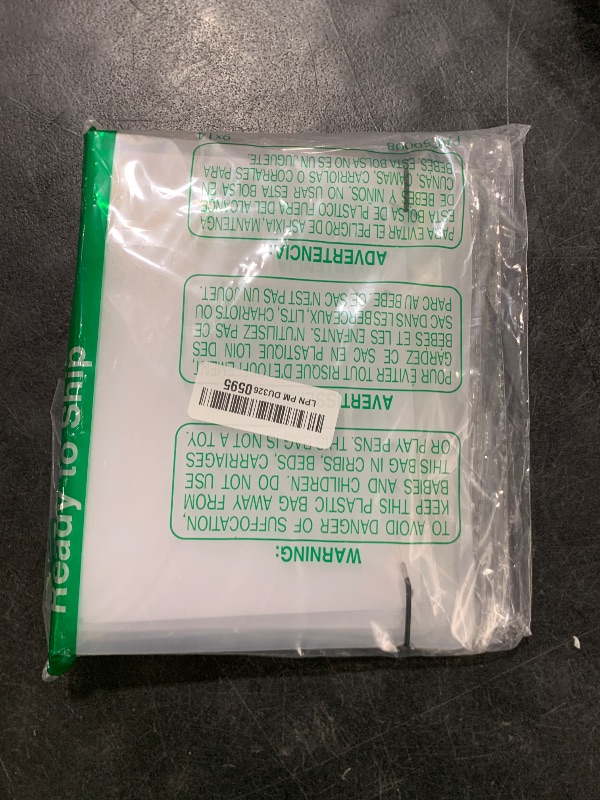 Ready to Ship
WARNING:
TO AVOID DANGER OF SUFFOCATION,
KEEP THIS PLASTIC BAG AWAY FROM
BABIES AND CHILDREN. DO NOT USE
THIS BAG IN CRIBS, BEDS, CARRIAGES
OR PLAY PENS. THIS BAG IS NOT A TOY.
LPN PM DU326 0595
POUR ÉVITER TOUT RISQUE D'ÉTOUFFEMENT,
GARDEZ CE SAC EN PLASTIQUE LOIN DES
BEBES ET LES ENFANTS. N'UTILISEZ PAS CE
SAC DANS LES BERCEAUX, LITS, CHARIOTS OU
PARC AU BEBE. CE SAC N'EST PAS UN JOUET.
ADVERTENCIA:
PARA EVITAR EL PELIGRO DE ASFIXIA, MANTENGA
ESTA BOLSA DE PLASTICO FUERA DEL ALCANCE
DE BEBES Y NINOS. NO USAR ESTA BOLSA EN
CUNAS, CAMAS, CARRIOLAS O CORRALES PARA
BEBES. ESTA BOLSA NO ES UN JUGUETE.